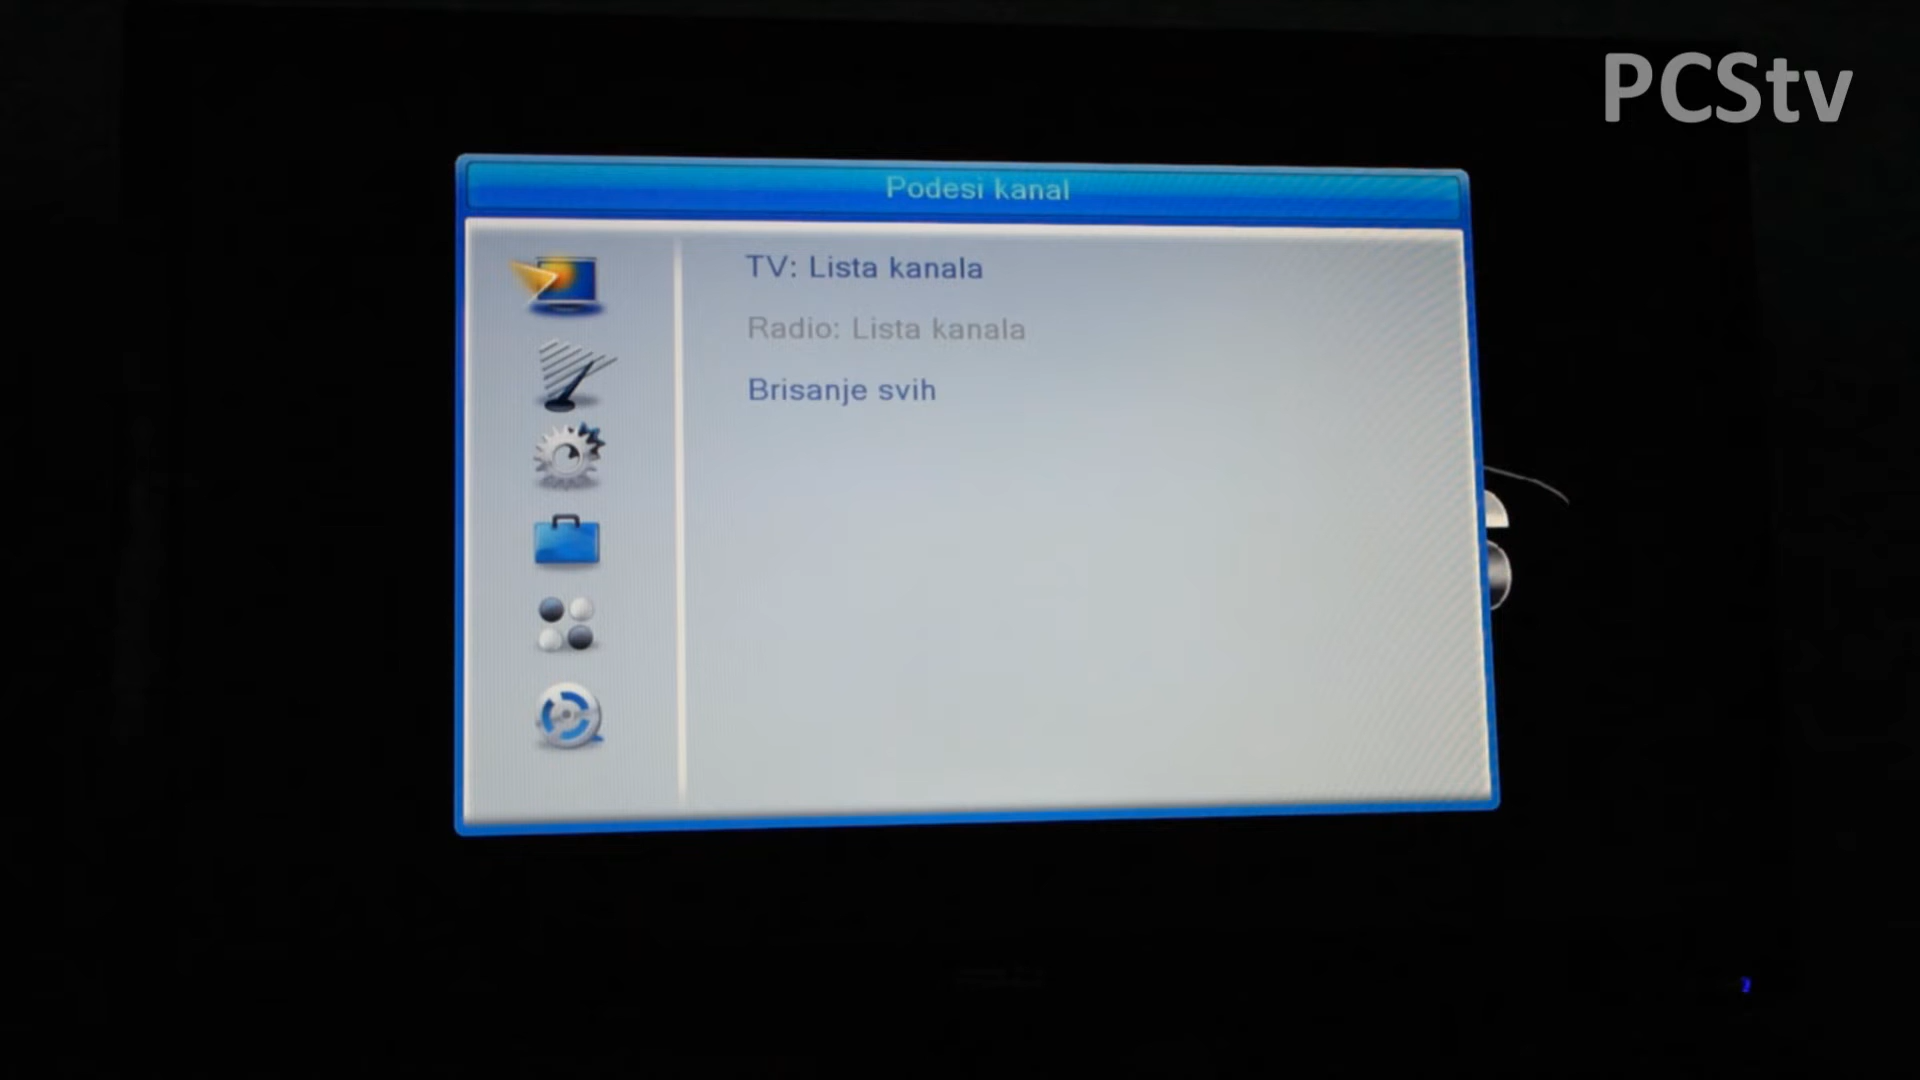 PCStv
Podesi kanal
TV: Lista kanala
Radio: Lista kanala
Brisanje svih